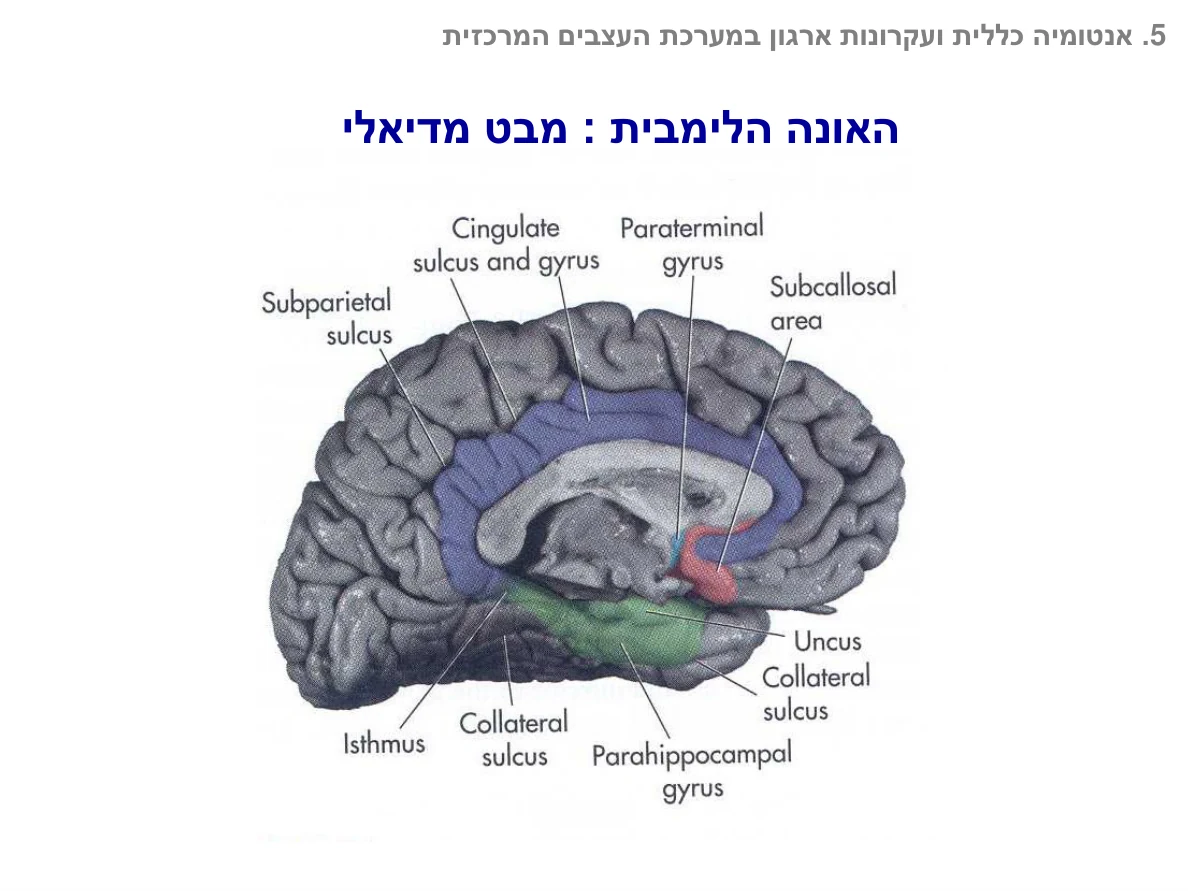 5. אנטומיה כללית ועקרונות ארגון במערכת העצבים המרכזית
האונה הלימבית : מבט מדיאלי
Cingulate
sulcus and gyrus
Paraterminal
gyrus
Subcallosal
area
Subparietal
sulcus
Uncus
Collateral
sulcus
Isthmus
Collateral
sulcus
Parahippocampal
gyrus